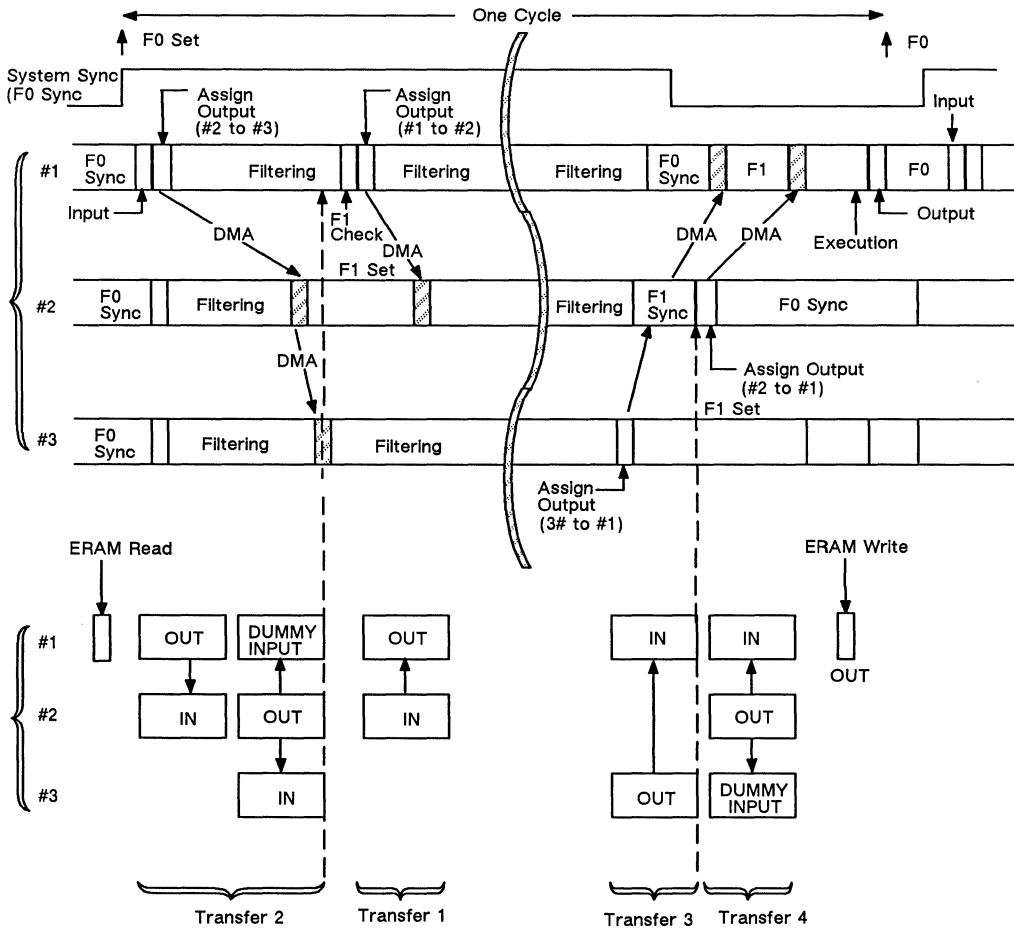 One Cycle
F0 Set
F0
System Sync
(F0 Sync
Assign
Output
(#2 to #3)
Assign
Output
(#1 to #2)
Input
#1
F0
Sync
Filtering
Filtering
Filtering
F0
Sync
F1
F0
Input
DMA
F1
Check
DMA
F1 Set
DMA
DMA
Execution
Output
#2
F0
Sync
Filtering
Filtering
F1
Sync
F0 Sync
DMA
Assign Output
(#2 to #1)
F1 Set
#3
F0
Sync
Filtering
Filtering
Assign
Output
(3# to #1)
ERAM Read
ERAM Write
#1
OUT
DUMMY
INPUT
OUT
IN
IN
OUT
#2
IN
OUT
IN
OUT
#3
IN
OUT
DUMMY
INPUT
Transfer 2
Transfer 1
Transfer 3
Transfer 4